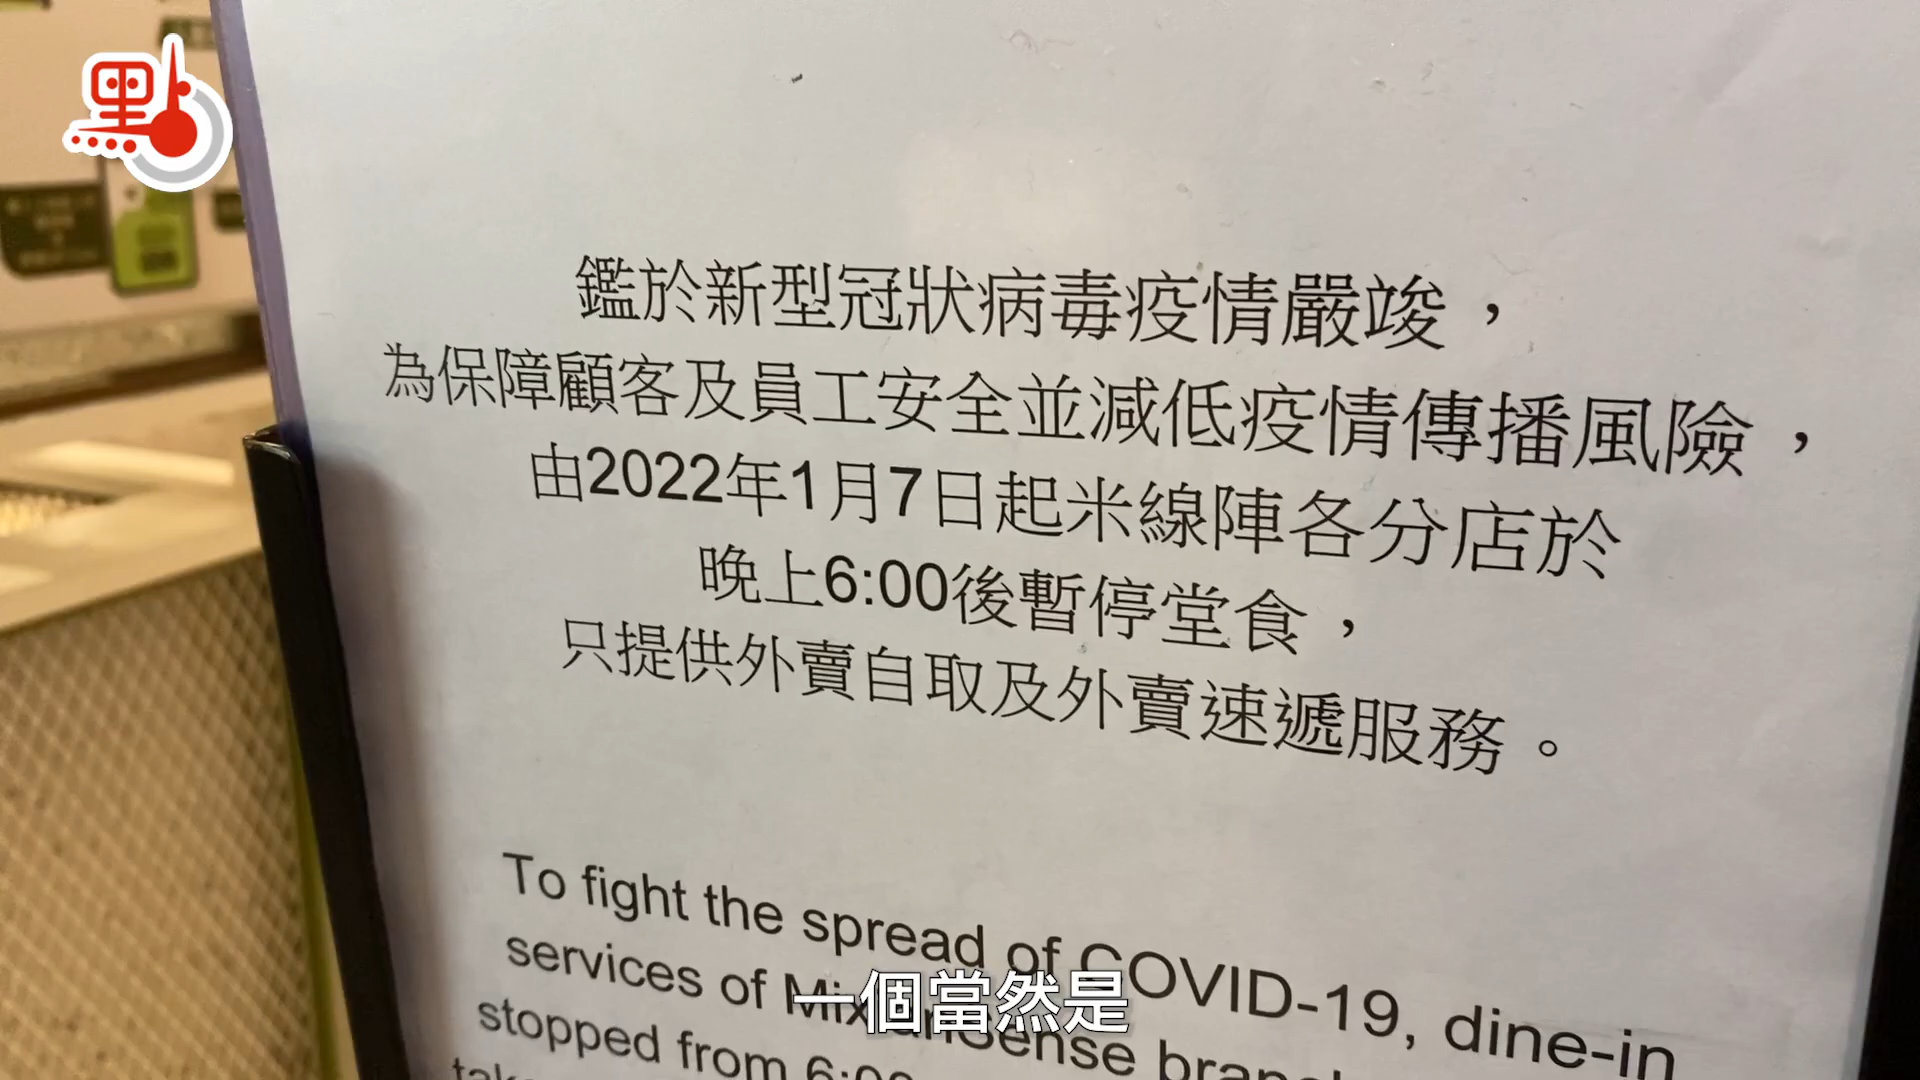 點
鑑於新型冠狀病毒疫情嚴竣，
為保障顧客及員工安全並減低疫情傳播風險，
由2022年1月7日起米線陣各分店於
晚上6:00後暫停堂食，
只提供外賣自取及外賣速遞服務。
To fight the spread of COVID-19, dine-in
services of
stopped from
一個當然是